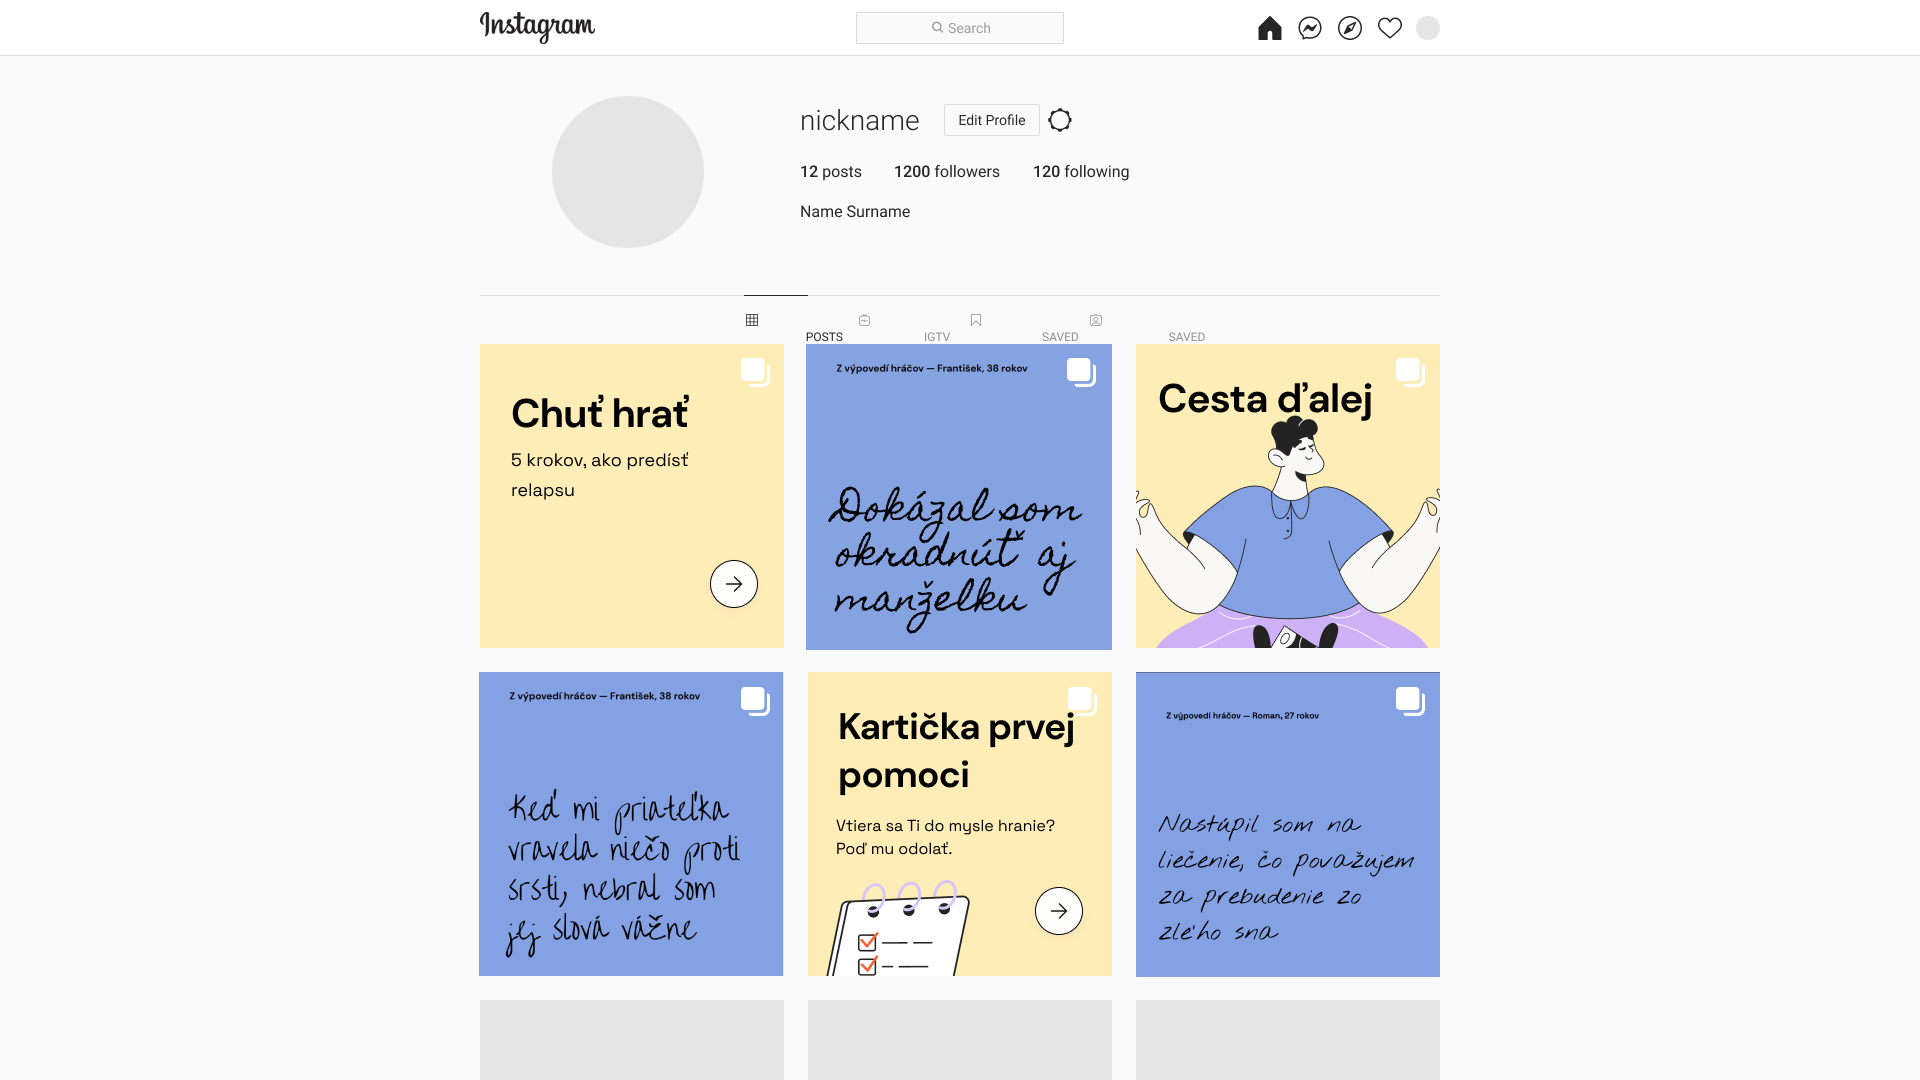 Instagram
Search
nickname
Edit Profile
12 posts 1200 followers 120 following
Name Surname
POSTS IGTV SAVED SAVED
Chuť hrať
5 krokov, ako predísť
relapsu
Z výpovedí hráčov — František, 38 rokov
Dokázal som
okradnúť aj
manželku
Cesta ďalej
Z výpovedí hráčov — František, 38 rokov
Keď mi priateľka
vravela niečo proti
srsti, nebral som
jej slová vážne
Kartička prvej
pomoci
Vtiera sa Ti do mysle hranie?
Poď mu odolať.
Z výpovedí hráčov — Roman, 27 rokov
Nastúpil som na
liečenie, čo považujem
za prebudenie zo
zlého sna